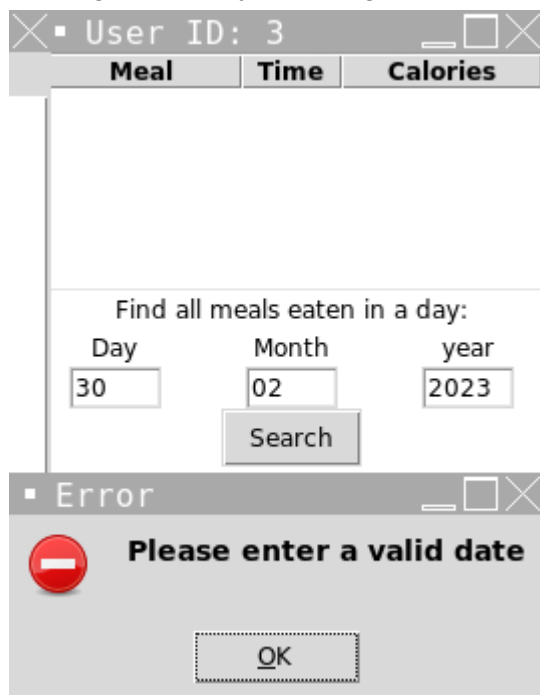 User ID: 3
Meal Time Calories
Find all meals eaten in a day:
Day Month year
30 02 2023
Search
Error
Please enter a valid date
OK